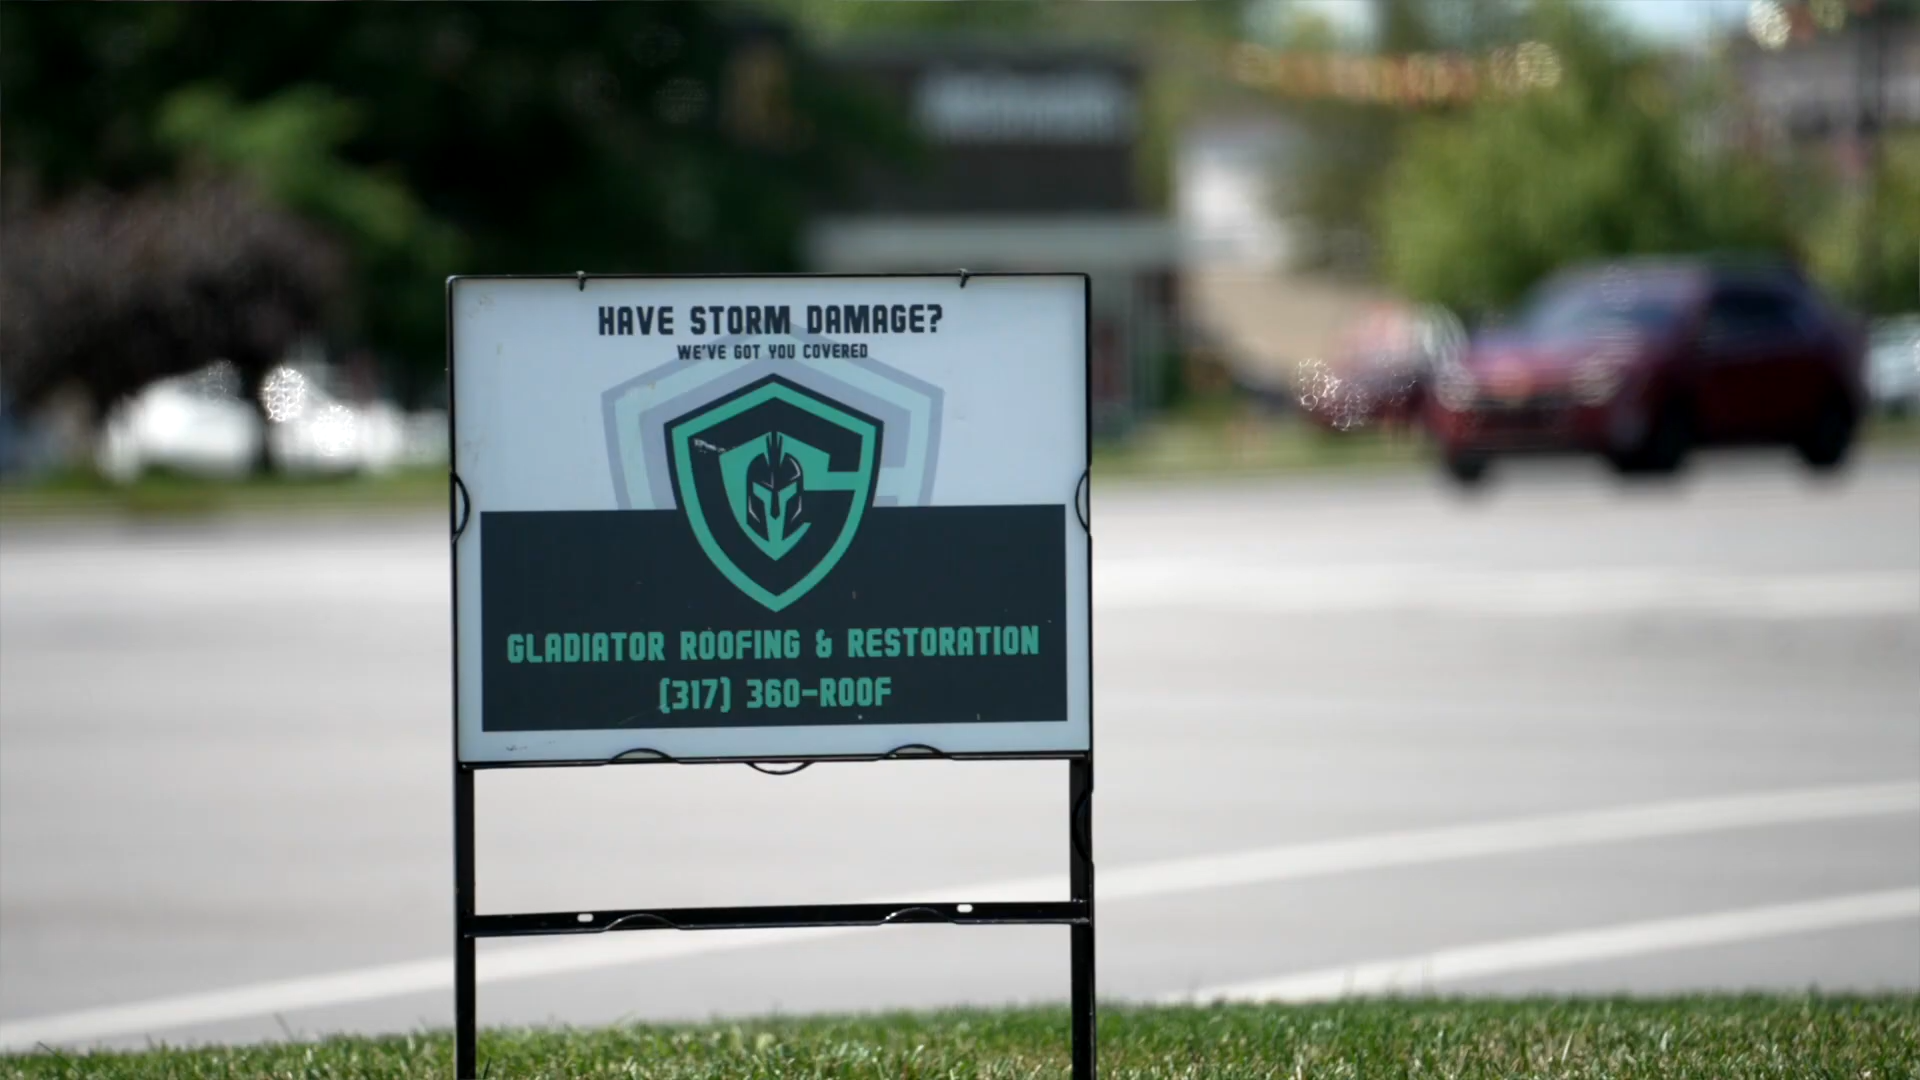 HAVE STORM DAMAGE?
WE'VE GOT YOU COVERED
GLADIATOR ROOFING & RESTORATION
(317) 360-ROOF